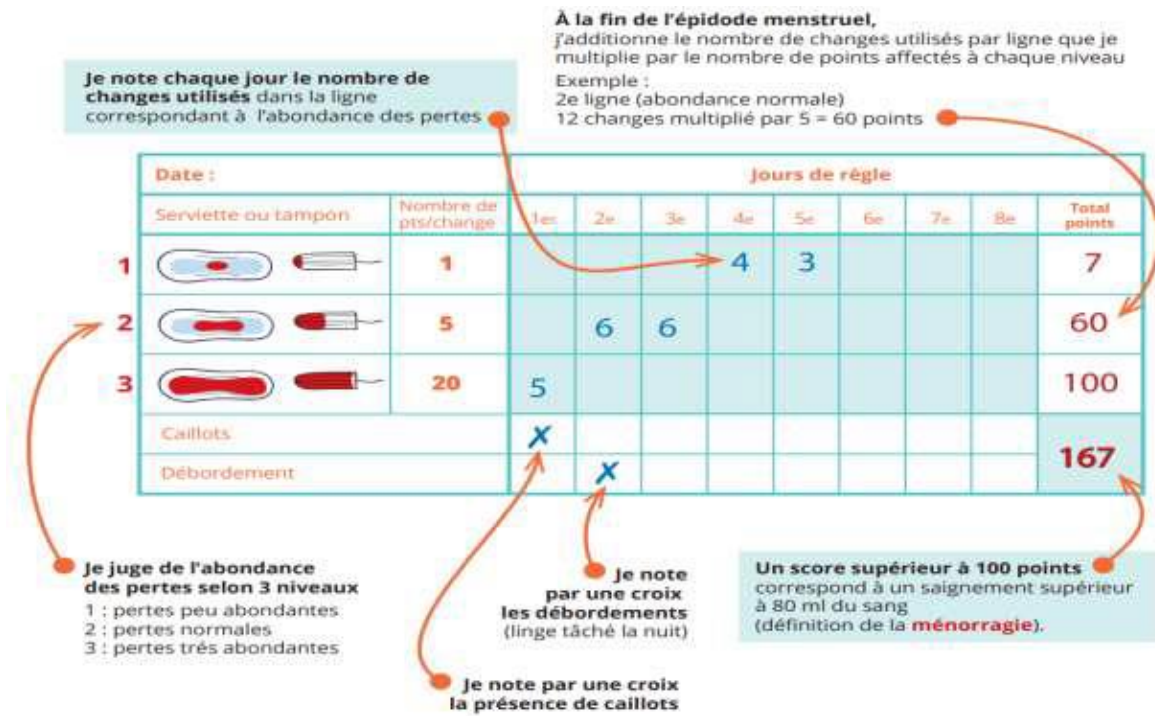 À la fin de l'épidode menstruel,
j'additionne le nombre de changes utilisés par ligne que je
multiplie par le nombre de points affectés à chaque niveau
Exemple :
2e ligne (abondance normale)
12 changes multiplié par 5 = 60 points
Je note chaque jour le nombre de
changes utilisés dans la ligne
correspondant à l'abondance des pertes
Date :
Jours de règle
Serviette ou tampon
Nombre de
pts/change
1er 2e 3e 4e 5e 6e 7e 8e
Total
points
1 1 4 3 7
2 5 6 6 60
3 20 5 100
Caillots X
Débordement X
167
Je juge de l'abondance
des pertes selon 3 niveaux
1 : pertes peu abondantes
2 : pertes normales
3 : pertes trés abondantes
Je note
par une croix
les débordements
(linge tâché la nuit)
Un score supérieur à 100 points
correspond à un saignement supérieur
à 80 ml du sang
(définition de la ménorragie).
Je note par une croix
la présence de caillots